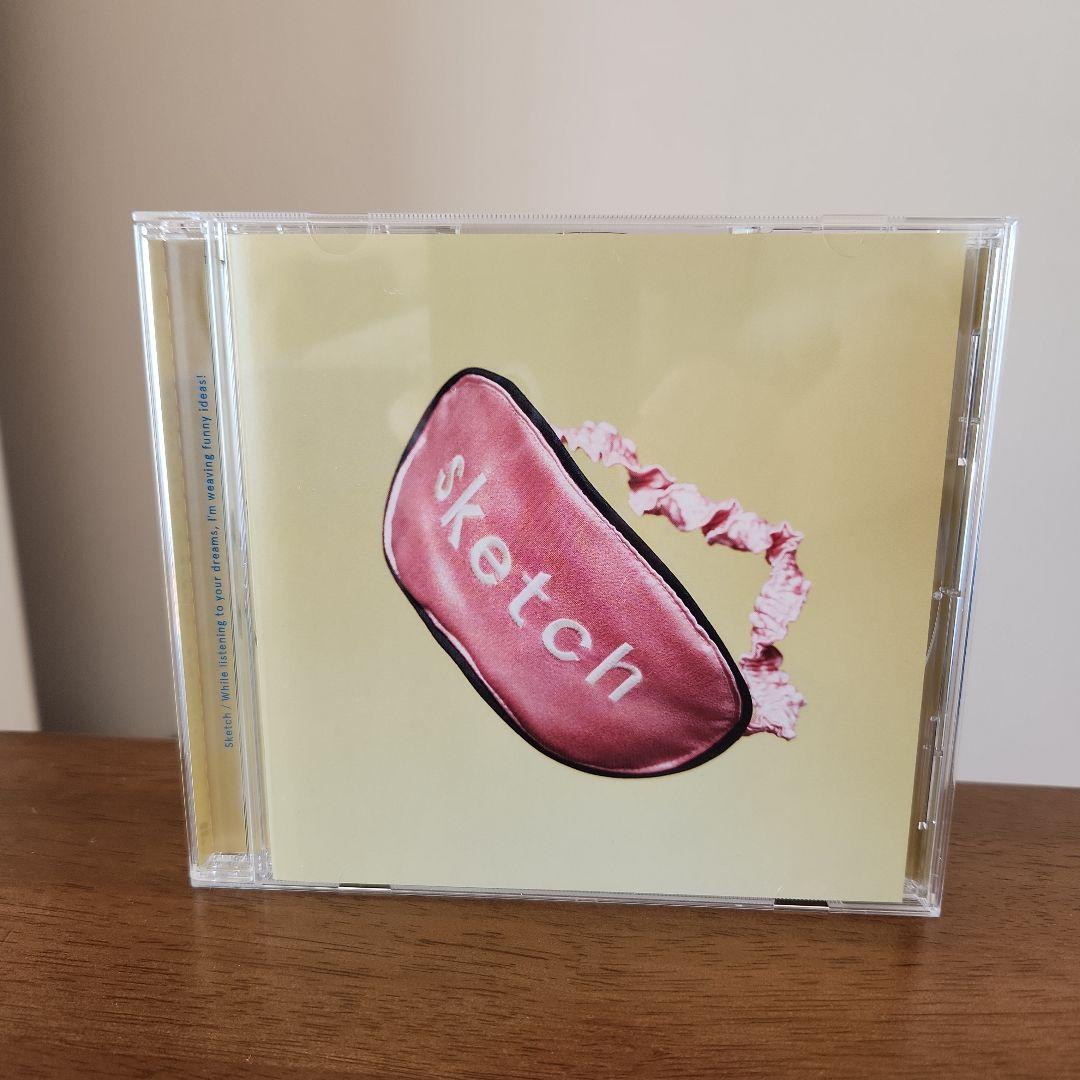 Sketch / While listening to your dreams, I'm weaving funny ideas!
sketch